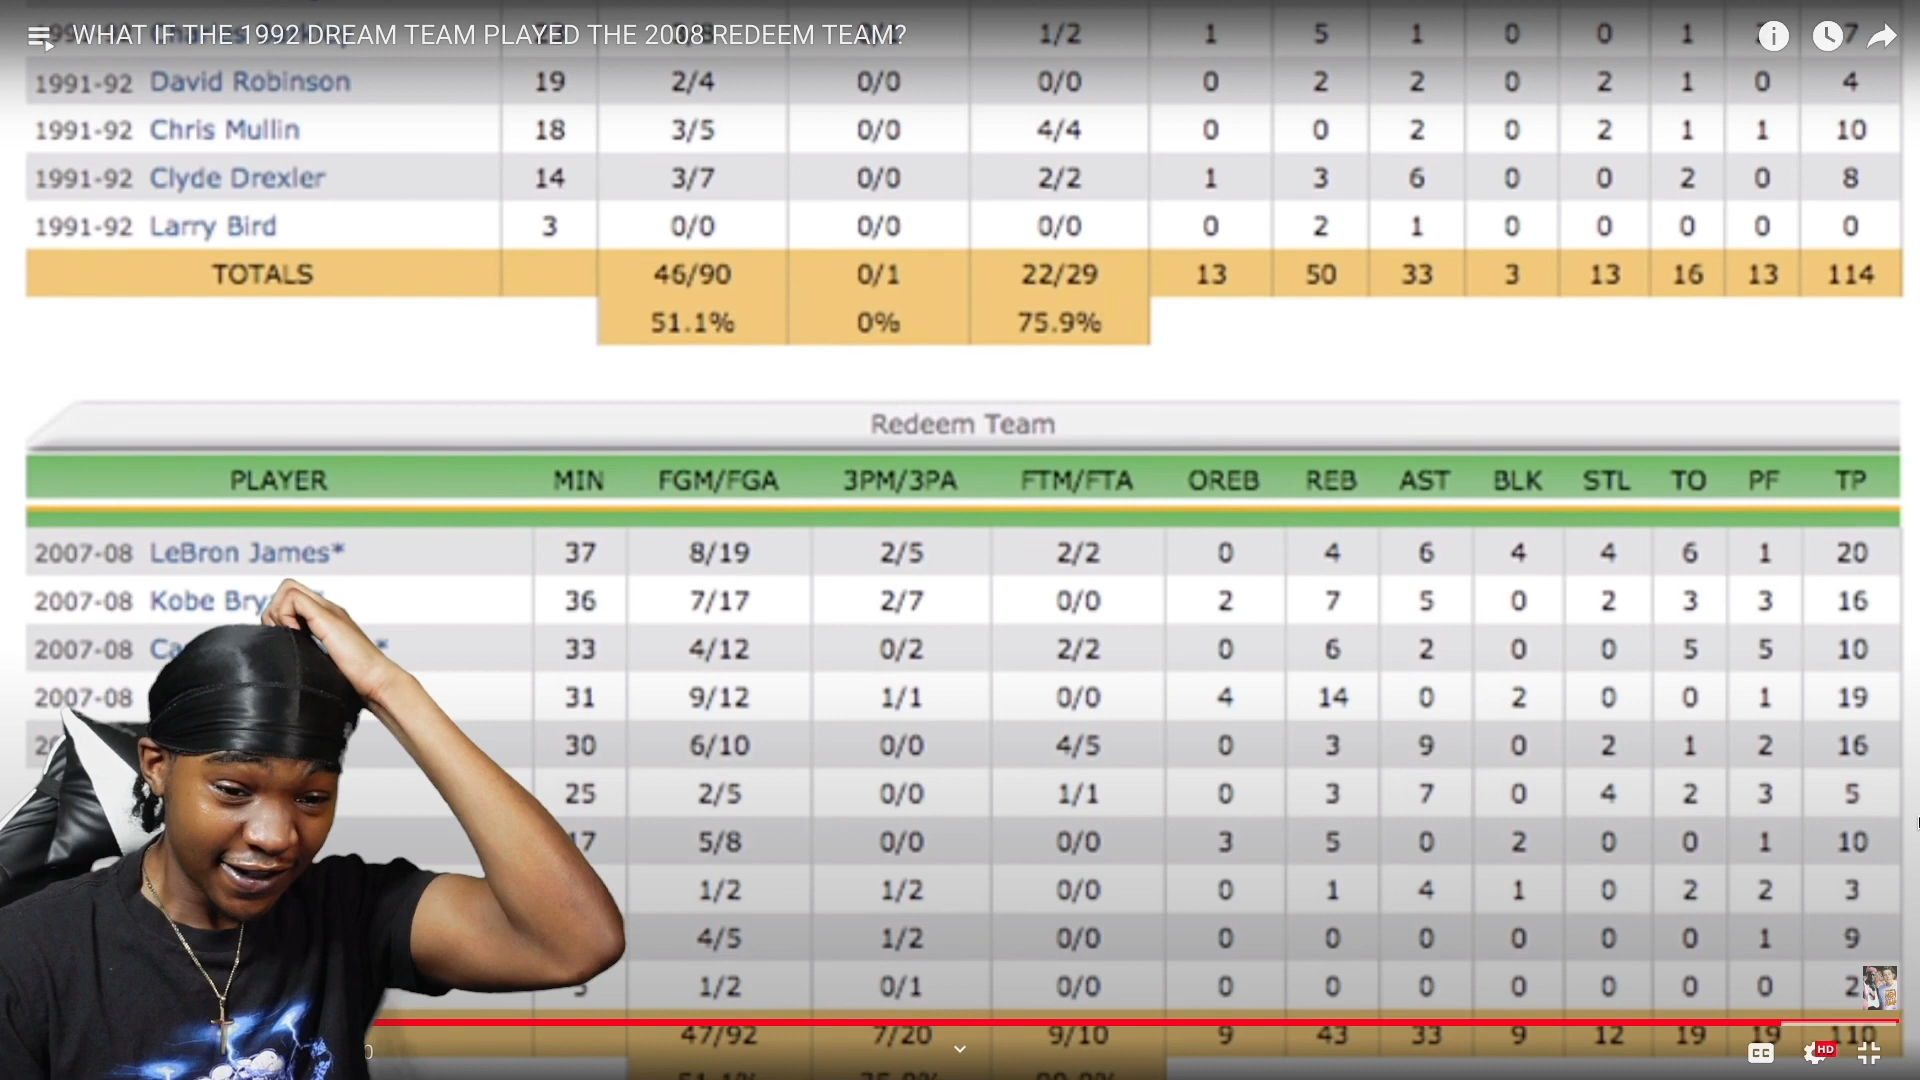 WHAT IF THE 1992 DREAM TEAM PLAYED THE 2008 REDEEM TEAM?
1/2 1 5 1 0 0 1 7
1991-92 David Robinson 19 2/4 0/0 0/0 0 2 2 0 2 1 0 4
1991-92 Chris Mullin 18 3/5 0/0 4/4 0 0 2 0 2 1 1 10
1991-92 Clyde Drexler 14 3/7 0/0 2/2 1 3 6 0 0 2 0 8
1991-92 Larry Bird 3 0/0 0/0 0/0 0 2 1 0 0 0 0 0
TOTALS 46/90 0/1 22/29 13 50 33 3 13 16 13 114
51.1% 0% 75.9%
Redeem Team
PLAYER MIN FGM/FGA 3PM/3PA FTM/FTA OREB REB AST BLK STL TO PF TP
2007-08 LeBron James* 37 8/19 2/5 2/2 0 4 6 4 4 6 1 20
2007-08 Kobe 36 7/17 2/7 0/0 2 7 5 0 2 3 3 16
2007-08 33 4/12 0/2 2/2 0 6 2 0 0 5 5 10
2007-08 31 9/12 1/1 0/0 4 14 0 2 0 0 1 19
30 6/10 0/0 4/5 0 3 9 0 2 1 2 16
25 2/5 0/0 1/1 0 3 7 0 4 2 3 5
5/8 0/0 0/0 3 5 0 2 0 0 1 10
1/2 1/2 0/0 0 1 4 1 0 2 2 3
4/5 1/2 0/0 0 0 0 0 0 0 1 9
1/2 0/1 0/0 0 0 0 0 0 0 0 2
47/92 7/20 9/10 9 43 33 9 12 19 19 110
CC HD